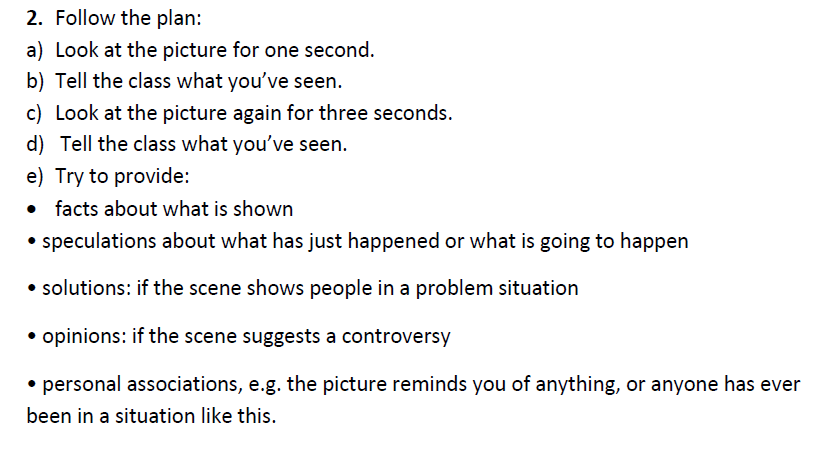 2. Follow the plan:
a) Look at the picture for one second.
b) Tell the class what you’ve seen.
c) Look at the picture again for three seconds.
d) Tell the class what you’ve seen.
e) Try to provide:
• facts about what is shown
• speculations about what has just happened or what is going to happen
• solutions: if the scene shows people in a problem situation
• opinions: if the scene suggests a controversy
• personal associations, e.g. the picture reminds you of anything, or anyone has ever
been in a situation like this.